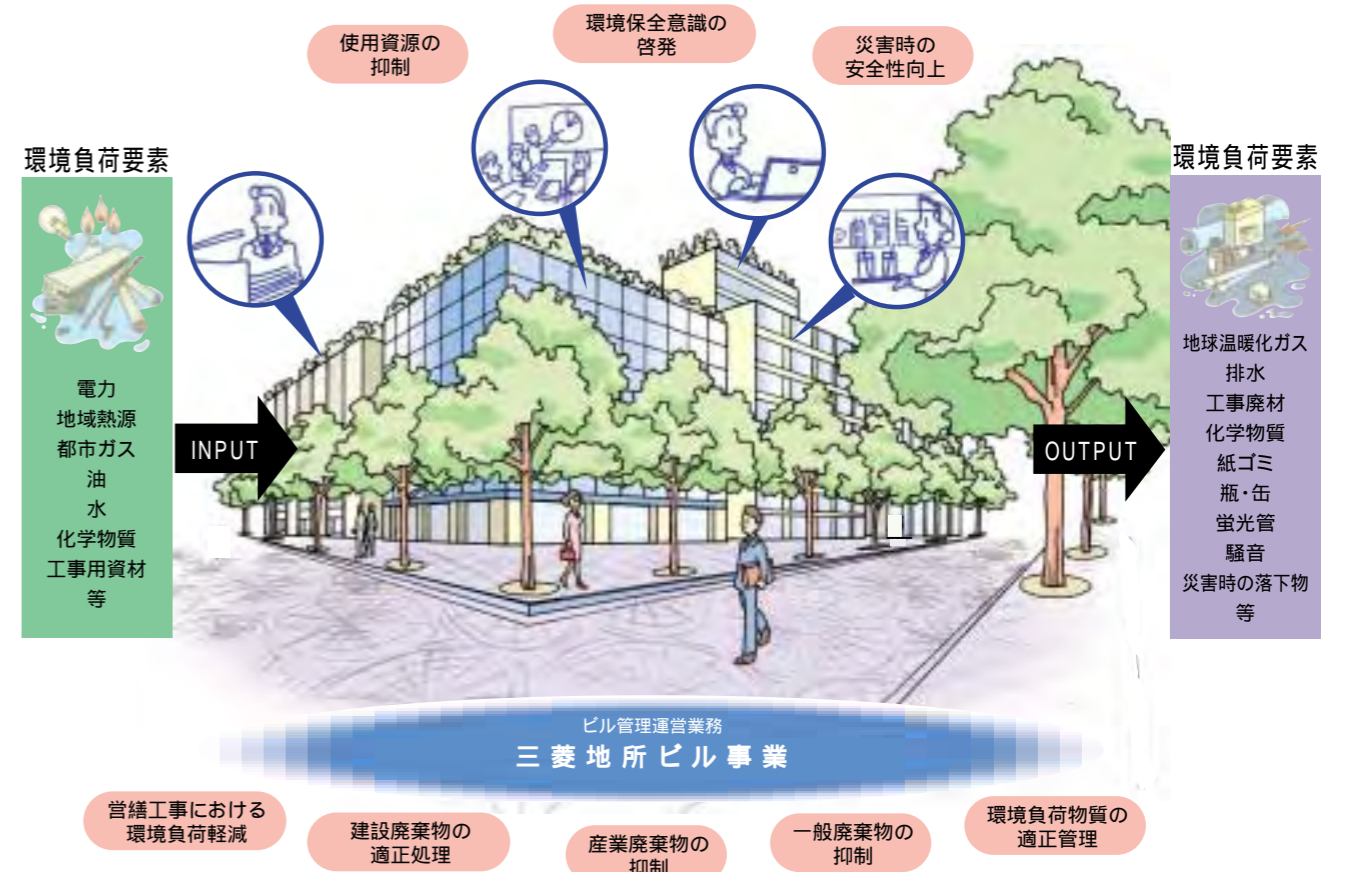 使用資源の
抑制
環境保全意識の
啓発
災害時の
安全性向上
環境負荷要素
電力
地域熱源
都市ガス
油
水
化学物質
工事用資材
等
INPUT
OUTPUT
環境負荷要素
地球温暖化ガス
排水
工事廃材
化学物質
紙ゴミ
瓶・缶
蛍光管
騒音
災害時の落下物
等
ビル管理運営業務
三菱地所ビル事業
営繕工事における
環境負荷軽減
建設廃棄物の
適正処理
産業廃棄物の
抑制
一般廃棄物の
抑制
環境負荷物質の
適正管理